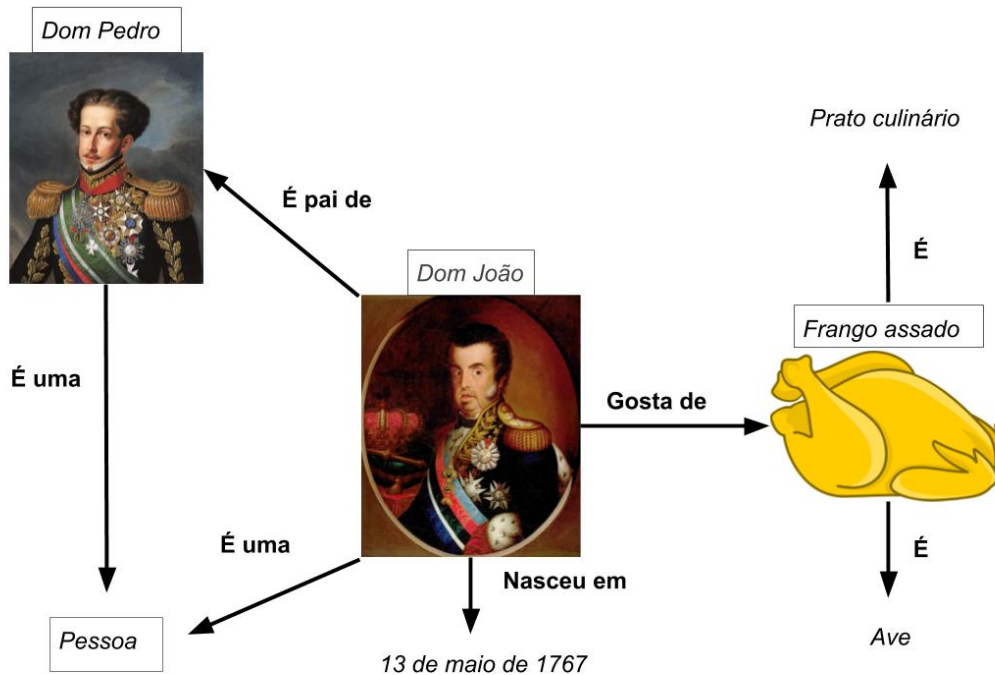 Dom Pedro
Prato culinário
É pai de
É
Dom João
Frango assado
É uma
Gosta de
É uma
É
Nasceu em
Pessoa
Ave
13 de maio de 1767